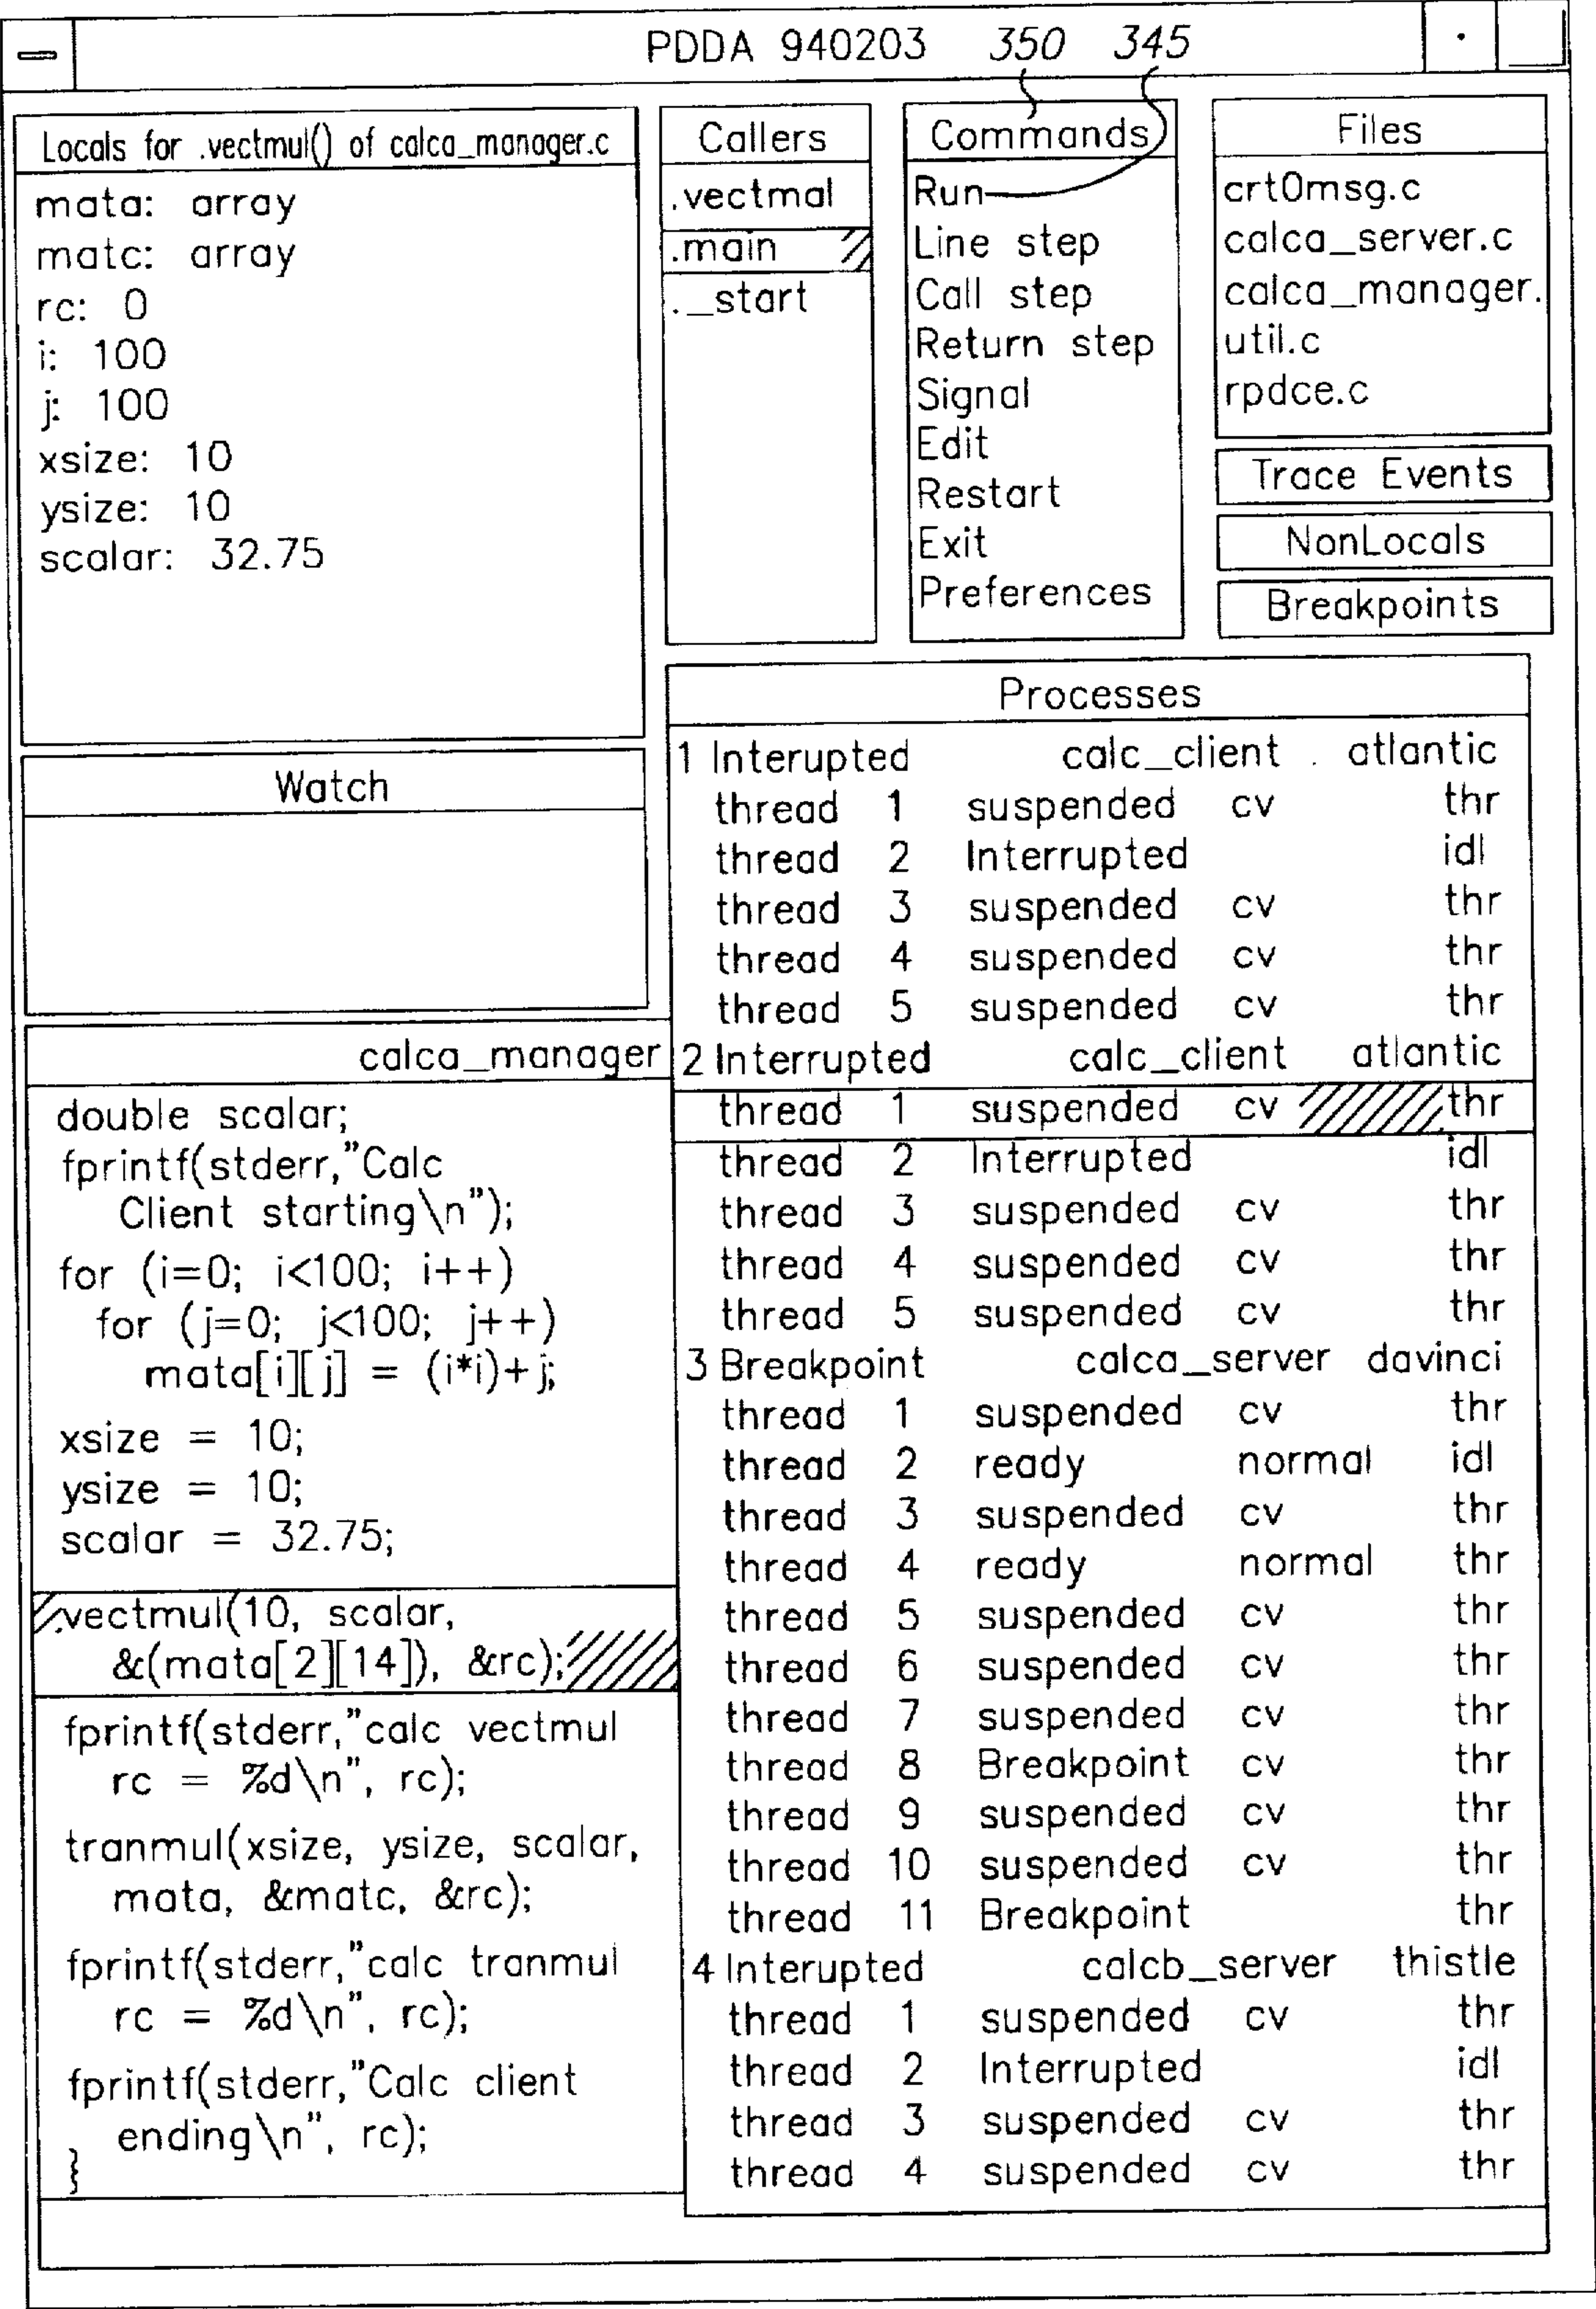 PDDA 940203 350 345
Locals for .vectmul() of calca_manager.c
mata: array
matc: array
rc: 0
i: 100
j: 100
xsize: 10
ysize: 10
scalar: 32.75
Callers
.vectmal
.main
._start
Commands
Run
Line step
Call step
Return step
Signal
Edit
Restart
Exit
Preferences
Files
crt0msg.c
calca_server.c
calca_manager.
util.c
rpdce.c
Trace Events
NonLocals
Breakpoints
Watch
calca_manager
double scalar;
fprintf(stderr,"Calc
Client starting\n");
for (i=0; i<100; i++)
for (j=0; j<100; j++)
mata[i][j] = (i*i)+j;
xsize = 10;
ysize = 10;
scalar = 32.75;
vectmul(10, scalar,
&(mata[2][14]), &rc);
fprintf(stderr,"calc vectmul
rc = %d\n", rc);
tranmul(xsize, ysize, scalar,
mata, &matc, &rc);
fprintf(stderr,"calc tranmul
rc = %d\n", rc);
fprintf(stderr,"Calc client
ending\n", rc);
}
Processes
1 Interupted calc_client . atlantic
thread 1 suspended cv thr
thread 2 Interrupted idl
thread 3 suspended cv thr
thread 4 suspended cv thr
thread 5 suspended cv thr
2 Interrupted calc_client atlantic
thread 1 suspended cv thr
thread 2 Interrupted idl
thread 3 suspended cv thr
thread 4 suspended cv thr
thread 5 suspended cv thr
3 Breakpoint calca_server davinci
thread 1 suspended cv thr
thread 2 ready normal idl
thread 3 suspended cv thr
thread 4 ready normal thr
thread 5 suspended cv thr
thread 6 suspended cv thr
thread 7 suspended cv thr
thread 8 Breakpoint cv thr
thread 9 suspended cv thr
thread 10 suspended cv thr
thread 11 Breakpoint thr
4 Interupted calcb_server thistle
thread 1 suspended cv thr
thread 2 Interrupted idl
thread 3 suspended cv thr
thread 4 suspended cv thr